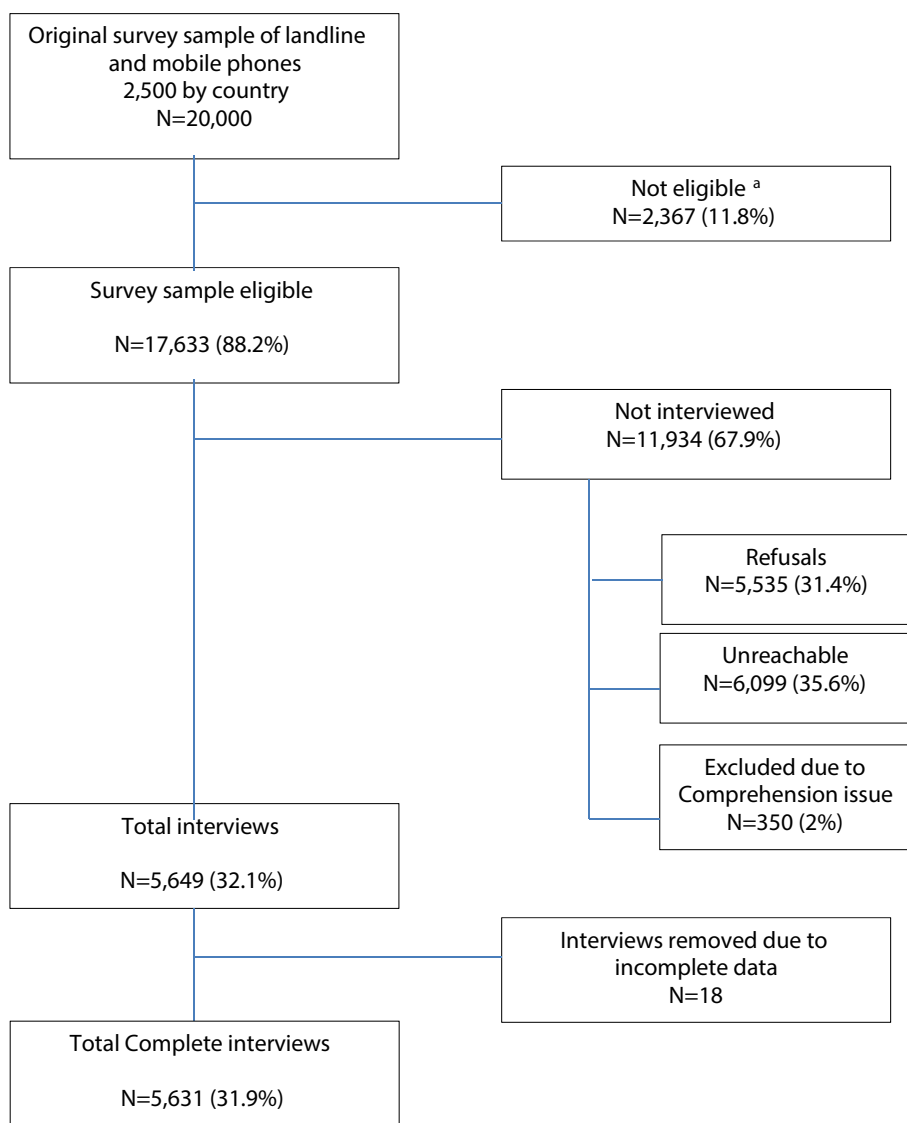 Original survey sample of landline
and mobile phones
2,500 by country
N=20,000
Not eligible a
N=2,367 (11.8%)
Survey sample eligible
N=17,633 (88.2%)
Not interviewed
N=11,934 (67.9%)
Refusals
N=5,535 (31.4%)
Unreachable
N=6,099 (35.6%)
Excluded due to
Comprehension issue
N=350 (2%)
Total interviews
N=5,649 (32.1%)
Interviews removed due to
incomplete data
N=18
Total Complete interviews
N=5,631 (31.9%)